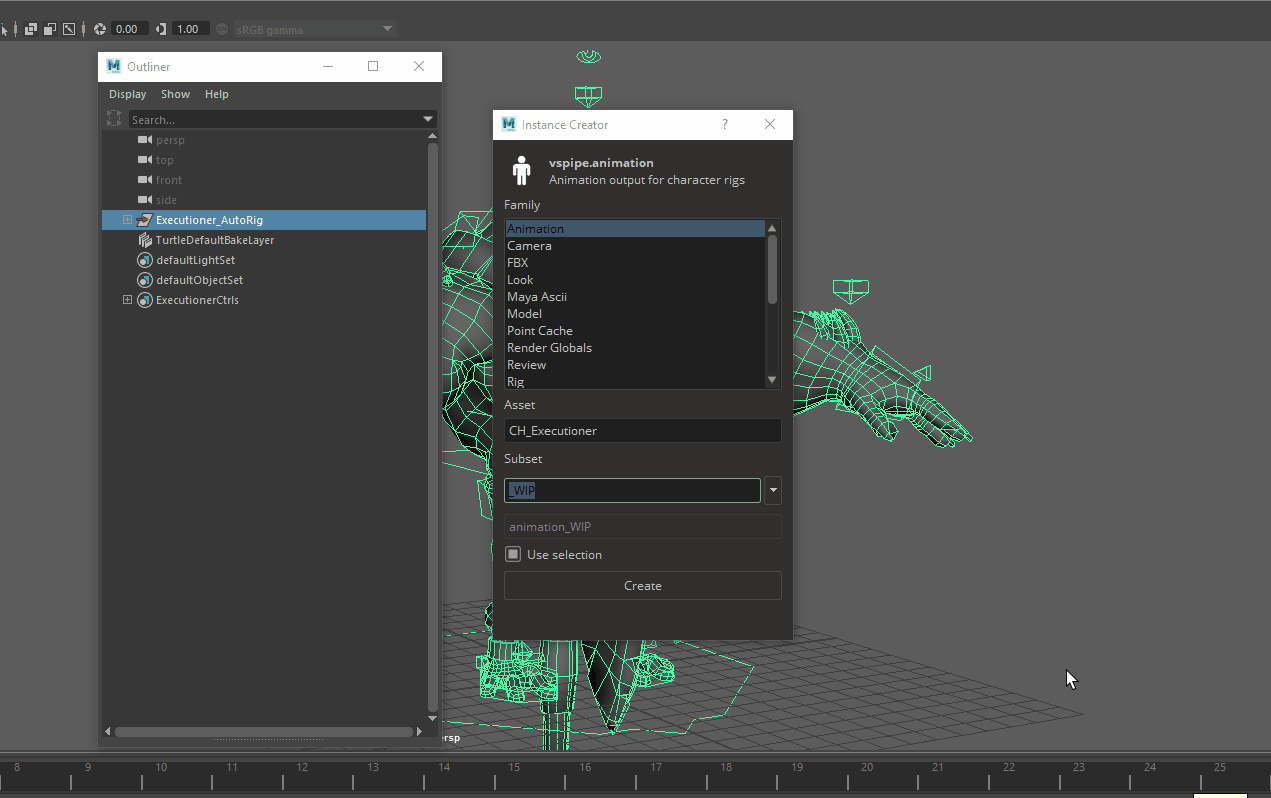 0.00 1.00 sRGB gamma
M Outliner
Display Show Help
Search...
persp
top
front
side
Executioner_AutoRig
TurtleDefaultBakeLayer
defaultLightSet
defaultObjectSet
ExecutionerCtrls
M Instance Creator ?
vspipe.animation
Animation output for character rigs
Family
Animation
Camera
FBX
Look
Maya Ascii
Model
Point Cache
Render Globals
Review
Rig
Asset
CH_Executioner
Subset
_WIP
animation_WIP
Use selection
Create
ersp
8 9 10 11 12 13 14 15 16 17 18 19 20 21 22 23 24 25